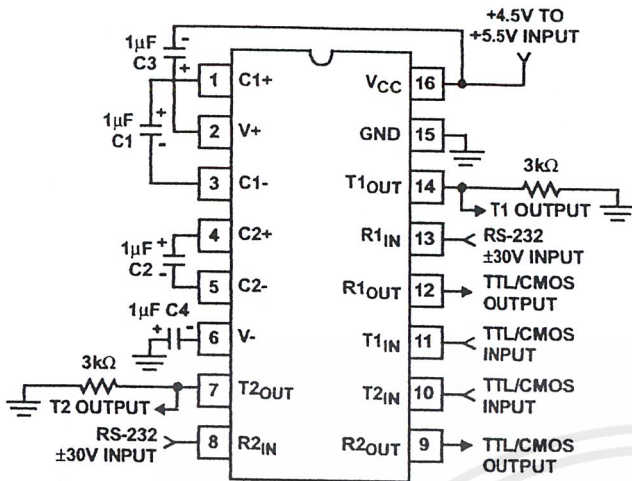 +4.5V TO
+5.5V INPUT
1µF - C3 +
1 C1+
VCC 16
1µF + C1 -
2 V+
GND 15
3 C1-
T1OUT 14
3kΩ
T1 OUTPUT
4 C2+
R1IN 13
RS-232
±30V INPUT
1µF + C2 -
5 C2-
R1OUT 12
TTL/CMOS
OUTPUT
1µF C4
+ -
6 V-
T1IN 11
TTL/CMOS
INPUT
3kΩ
7 T2OUT
T2IN 10
TTL/CMOS
INPUT
T2 OUTPUT
RS-232
±30V INPUT
8 R2IN
R2OUT 9
TTL/CMOS
OUTPUT